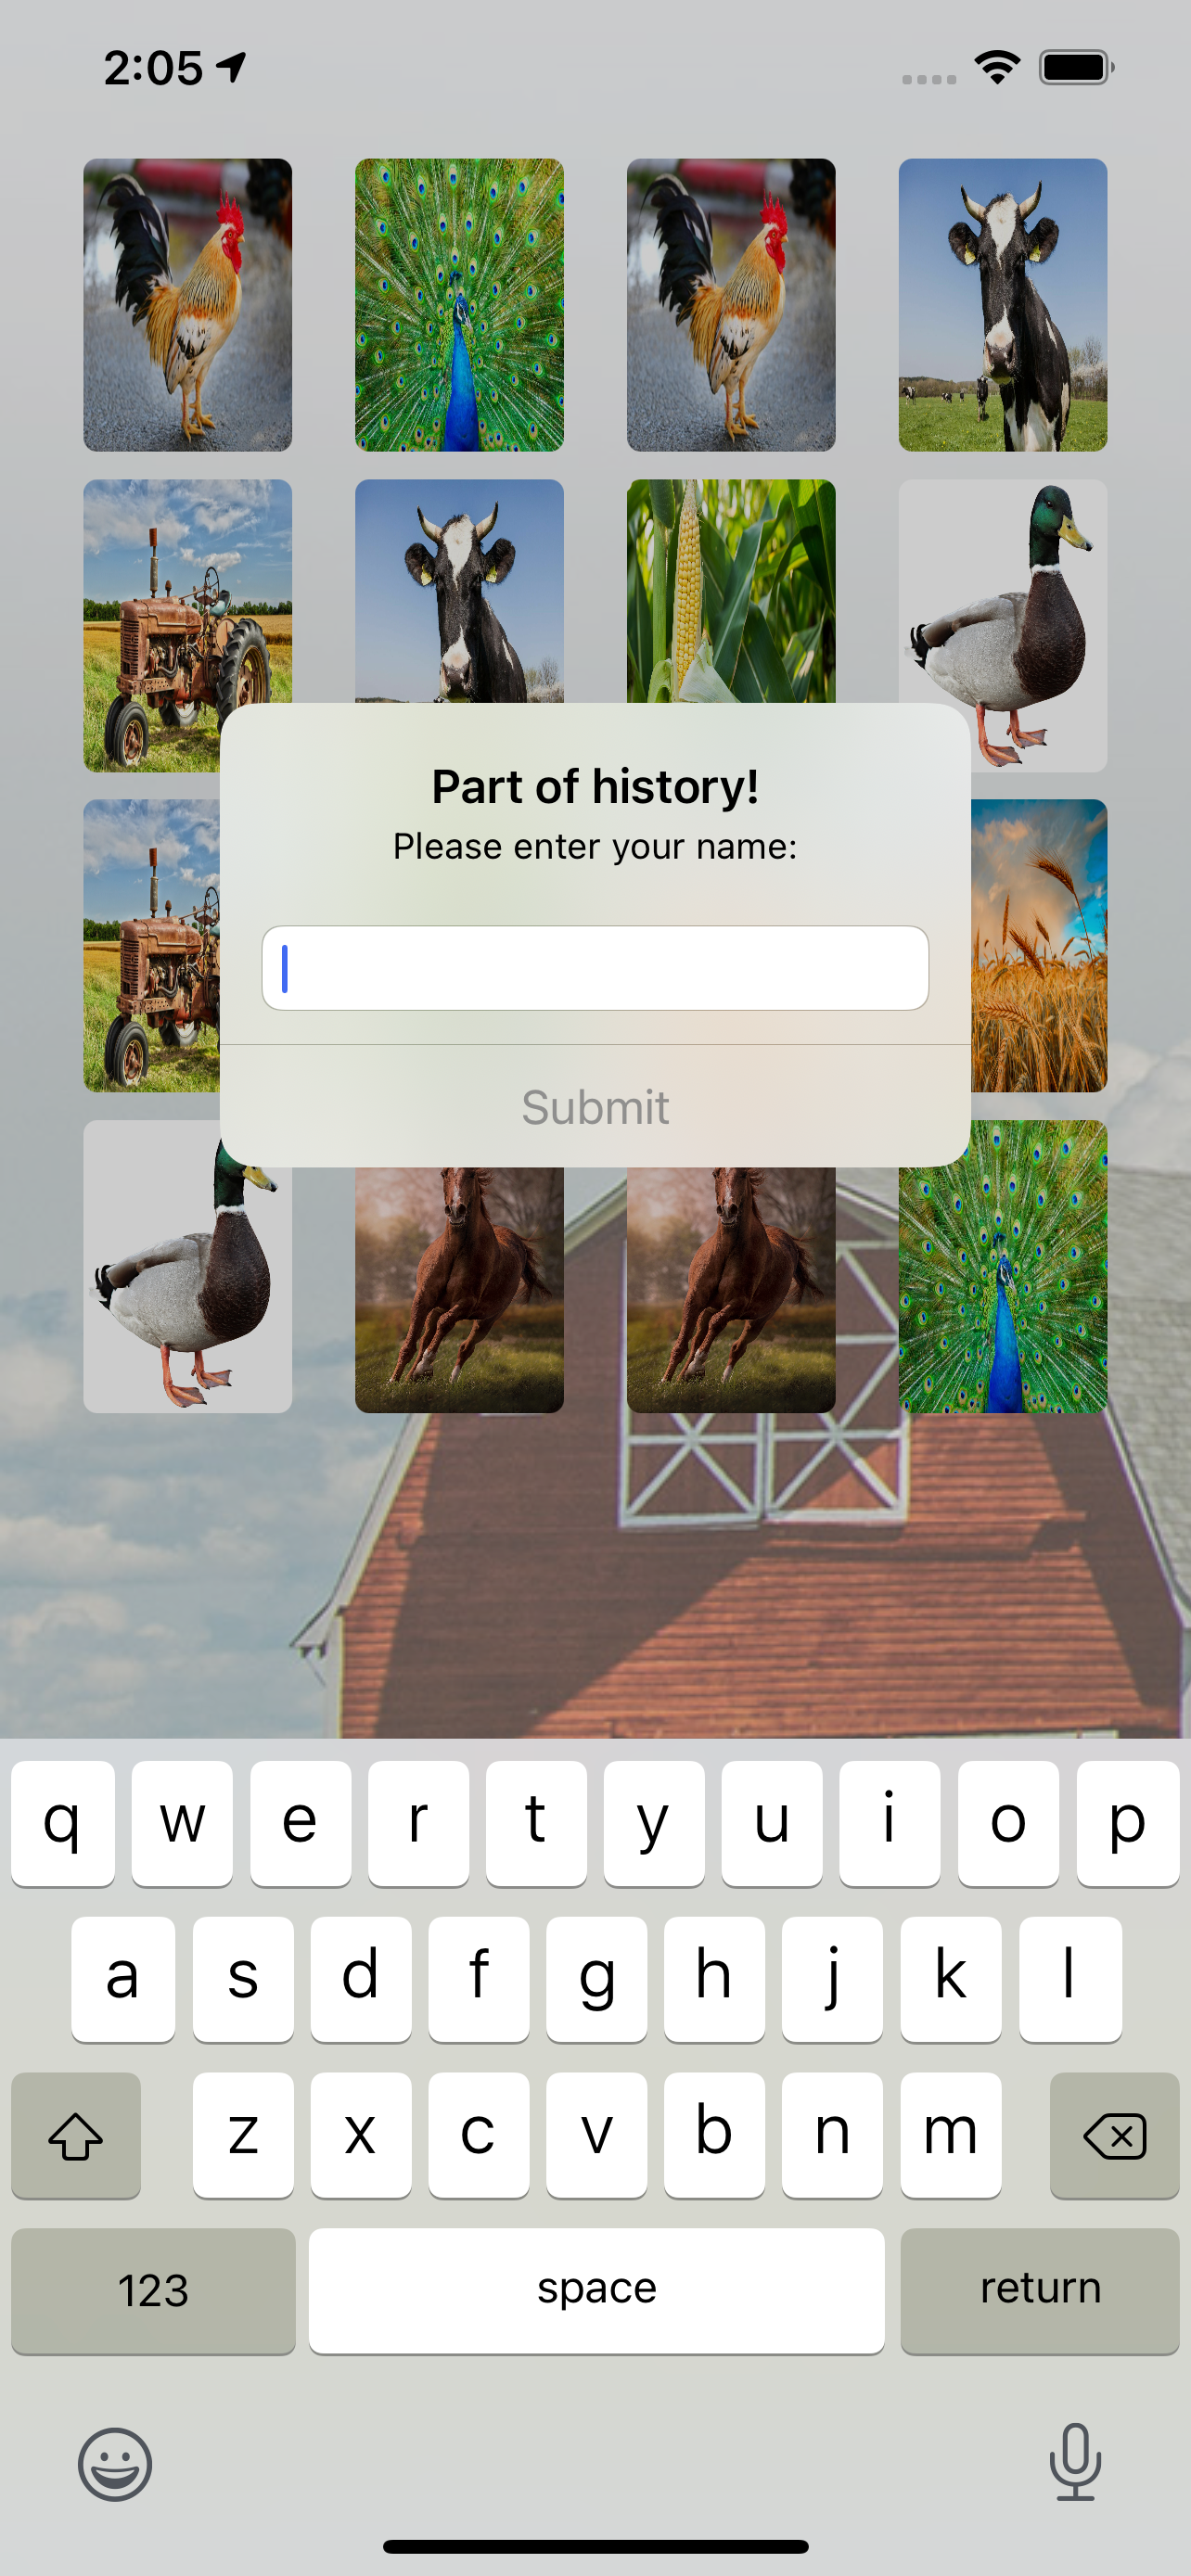 2:05
Part of history!
Please enter your name:
Submit
q w e r t y u i o p
a s d f g h j k l
z x c v b n m
123 space return